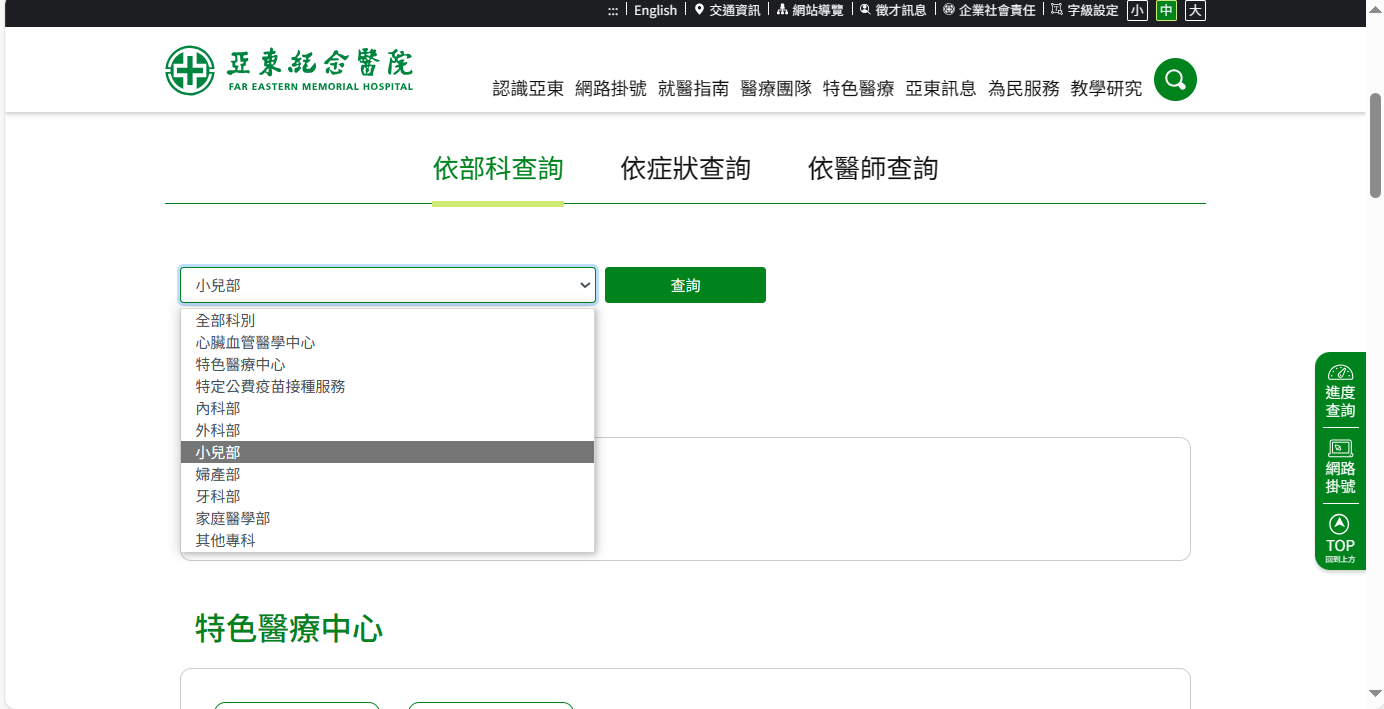 ::: English 交通資訊 網站導覽 徵才訊息 企業社會責任 字級設定 小 中 大
亞東紀念醫院
FAR EASTERN MEMORIAL HOSPITAL
認識亞東 網路掛號 就醫指南 醫療團隊 特色醫療 亞東訊息 為民服務 教學研究
依部科查詢 依症狀查詢 依醫師查詢
小兒部 查詢
全部科別
心臟血管醫學中心
特色醫療中心
特定公費疫苗接種服務
內科部
外科部
小兒部
婦產部
牙科部
家庭醫學部
其他專科
特色醫療中心
進度
查詢
網路
掛號
TOP
回到上方